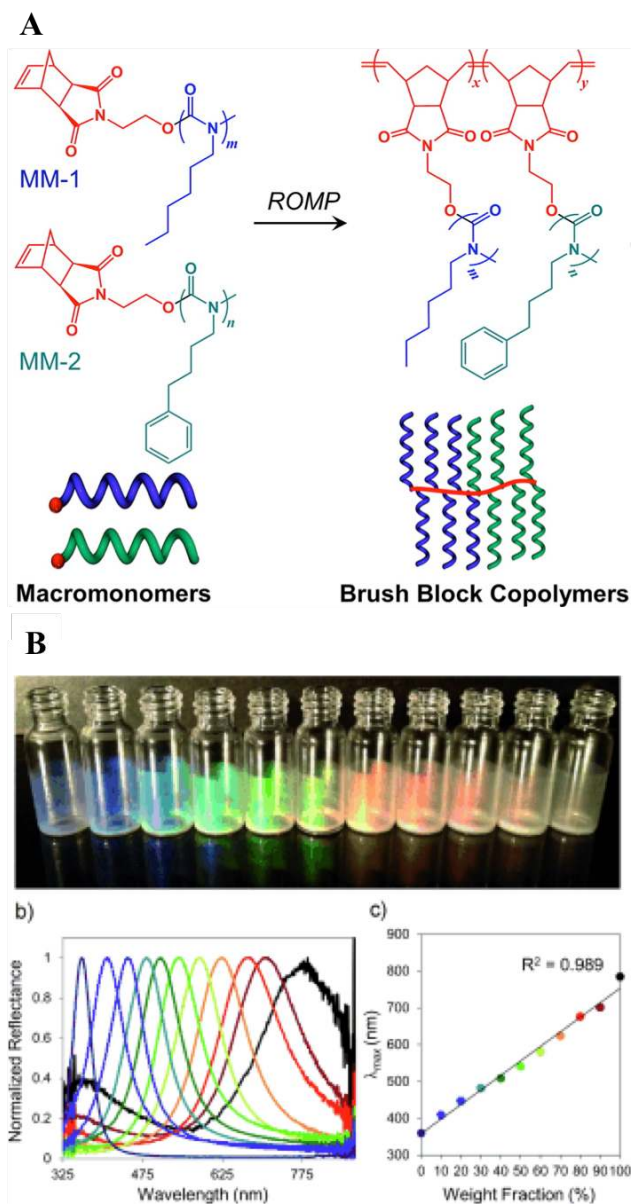 A
O
O
N
O
N
m
O
MM-1
ROMP
O
O
N
O
N
n
O
MM-2
x
y
O
N
O
O
N
O
O
O
N
O
O
N
Macromonomers
Brush Block Copolymers
B
b)
Normalized Reflectance
1
0.8
0.6
0.4
0.2
0
325
475
625
775
Wavelength (nm)
c)
R² = 0.989
λmax (nm)
900
800
700
600
500
400
300
0 10 20 30 40 50 60 70 80 90 100
Weight Fraction (%)